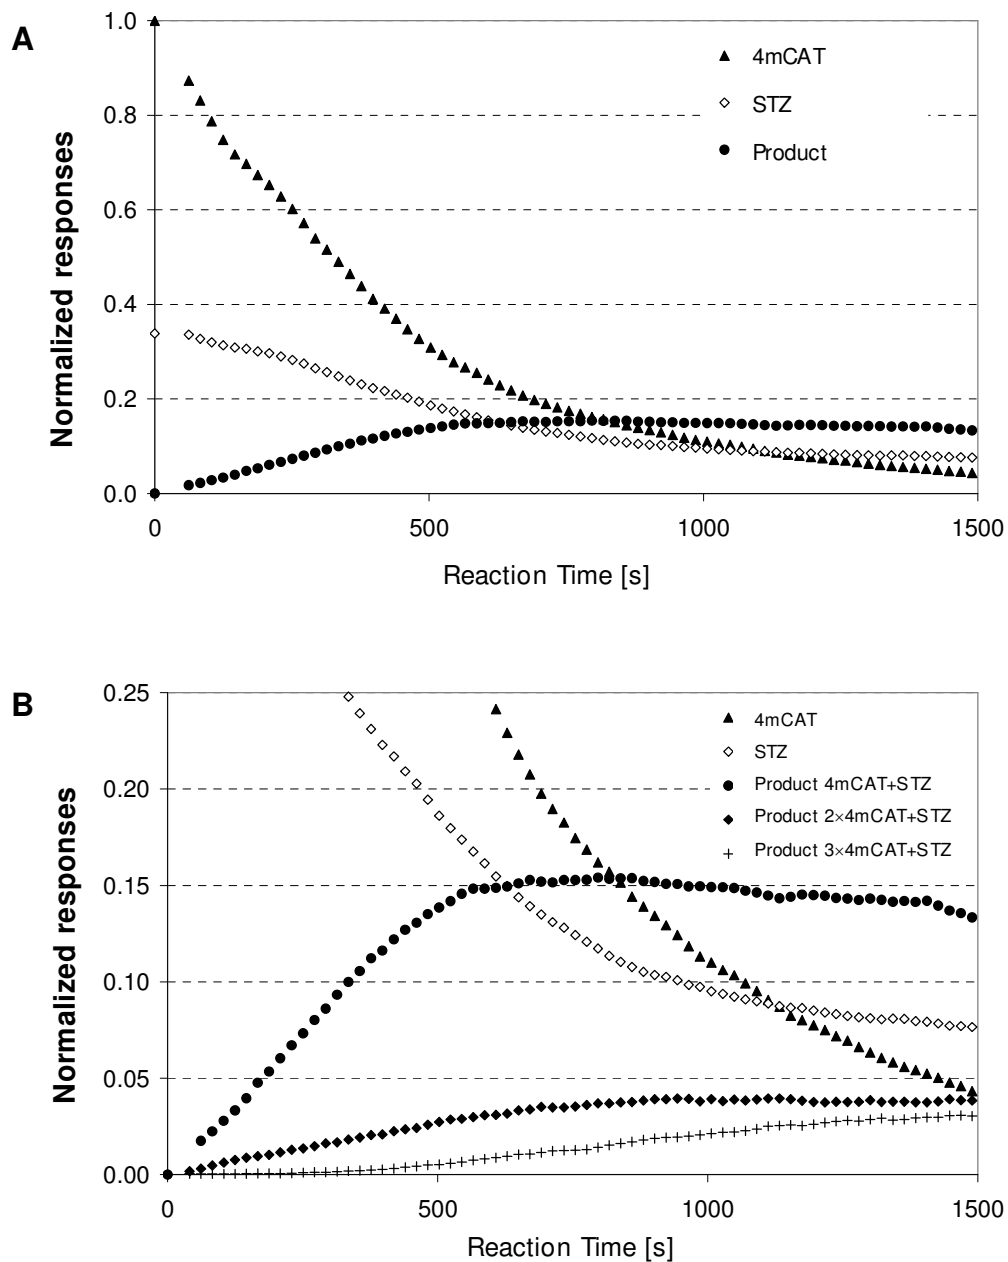 A
1.0
0.8
0.6
0.4
0.2
0.0
Normalized responses
4mCAT
STZ
Product
0
500
1000
1500
Reaction Time [s]
B
0.25
0.20
0.15
0.10
0.05
0.00
Normalized responses
4mCAT
STZ
Product 4mCAT+STZ
Product 2×4mCAT+STZ
Product 3×4mCAT+STZ
0
500
1000
1500
Reaction Time [s]